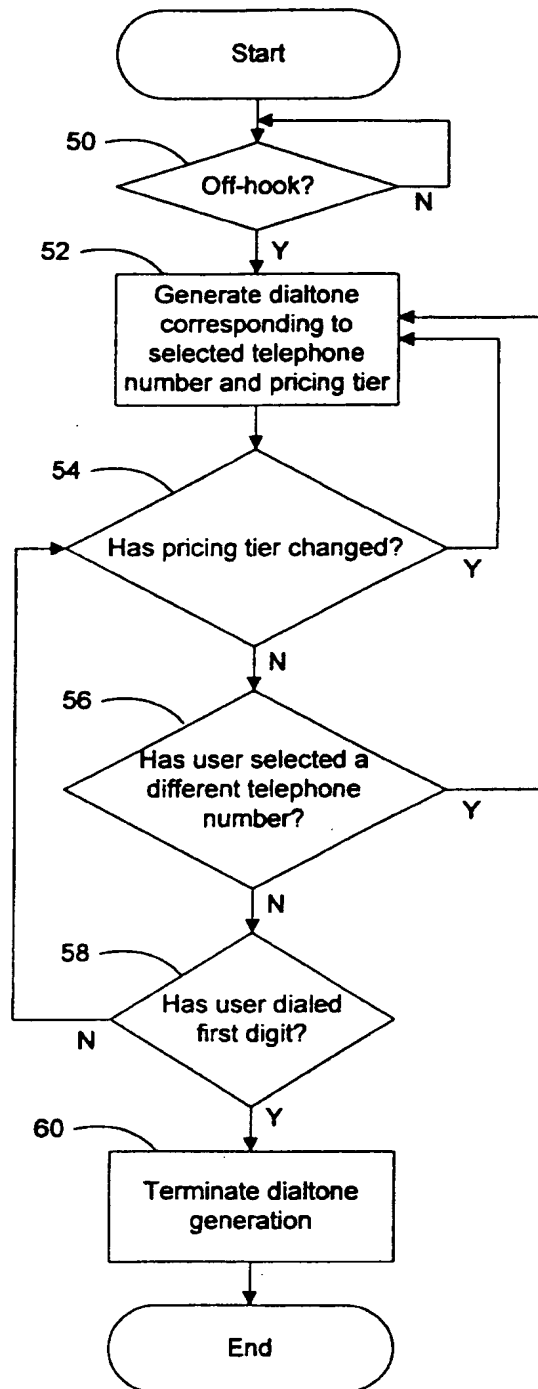 Start
50
Off-hook?
N
Y
52
Generate dialtone
corresponding to
selected telephone
number and pricing tier
54
Has pricing tier changed?
Y
N
56
Has user selected a
different telephone
number?
Y
N
58
Has user dialed
first digit?
N
Y
60
Terminate dialtone
generation
End